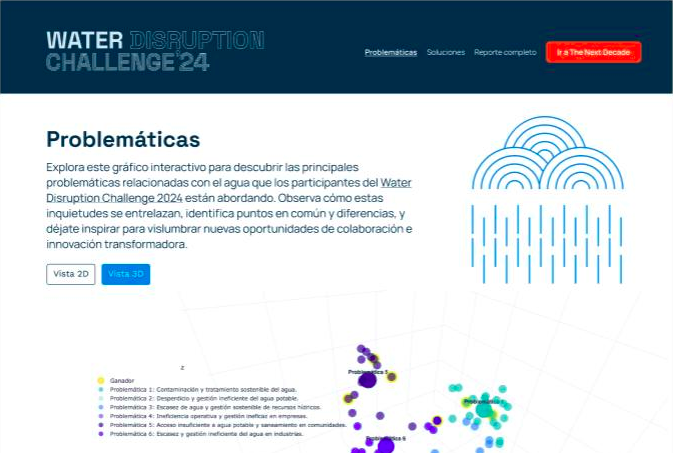 WATER DISRUPTION
CHALLENGE'24
Problemáticas Soluciones Reporte completo Ir a The Next Decade
Problemáticas
Explora este gráfico interactivo para descubrir las principales
problemáticas relacionadas con el agua que los participantes del Water
Disruption Challenge 2024 están abordando. Observa cómo estas
inquietudes se entrelazan, identifica puntos en común y diferencias, y
déjate inspirar para vislumbrar nuevas oportunidades de colaboración e
innovación transformadora.
Vista 2D Vista 3D
z
Ganador
Problemática 1: Contaminación y tratamiento sostenible del agua.
Problemática 2: Desperdicio y gestión ineficiente del agua potable.
Problemática 3: Escasez de agua y gestión sostenible de recursos hídricos.
Problemática 4: Ineficiencia operativa y gestión ineficaz en empresas.
Problemática 5: Acceso insuficiente a agua potable y saneamiento en comunidades.
Problemática 6: Escasez y gestión ineficiente del agua en industrias.
Problemática 5
Problemática 1
Problemática 6